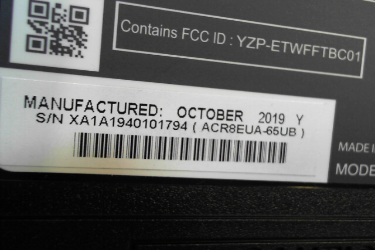 Contains FCC ID : YZP-ETWFFTBC01
MANUFACTURED: OCTOBER 2019 Y
S/N XA1A1940101794 ( ACR8EUA-65UB )
MADE I
MODE